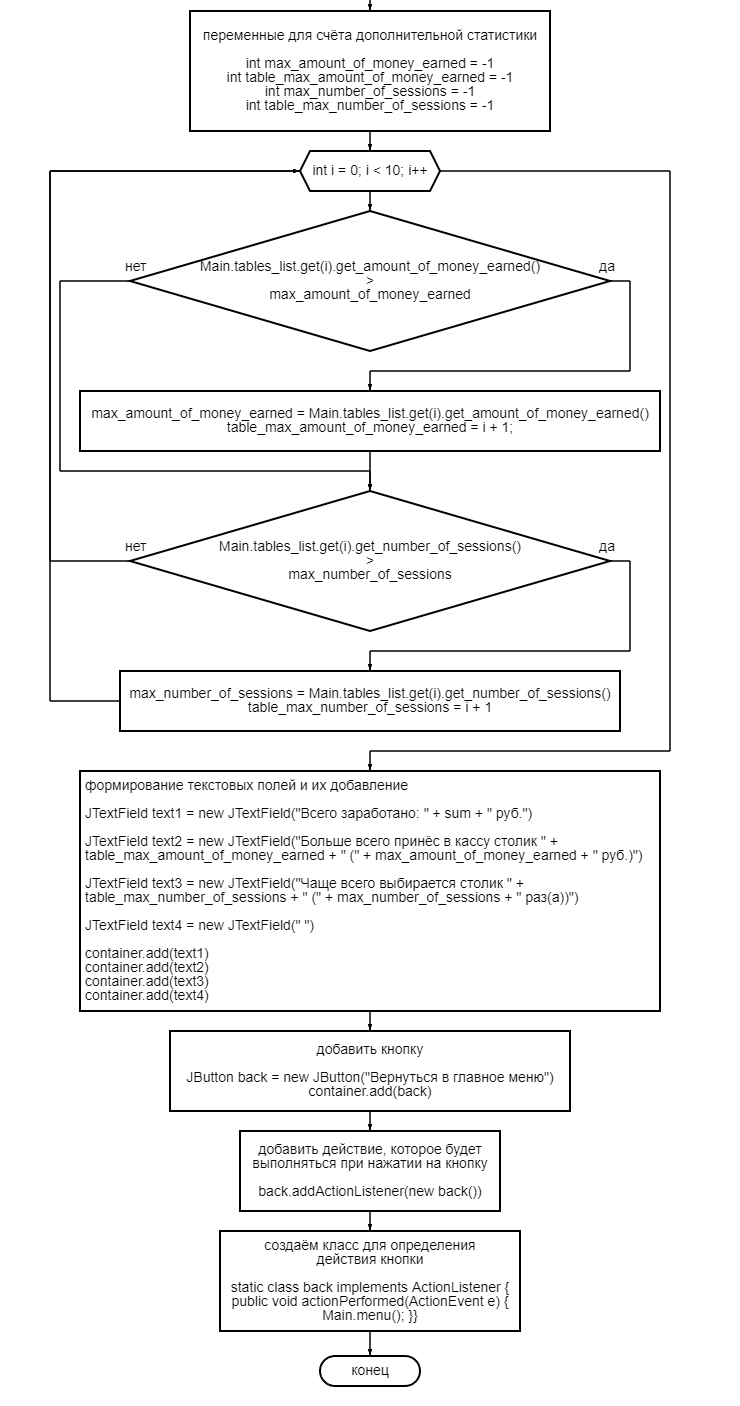 переменные для счёта дополнительной статистики
int max_amount_of_money_earned = -1
int table_max_amount_of_money_earned = -1
int max_number_of_sessions = -1
int table_max_number_of_sessions = -1
int i = 0; i < 10; i++
нет
Main.tables_list.get(i).get_amount_of_money_earned()
>
max_amount_of_money_earned
да
max_amount_of_money_earned = Main.tables_list.get(i).get_amount_of_money_earned()
table_max_amount_of_money_earned = i + 1;
нет
Main.tables_list.get(i).get_number_of_sessions()
>
max_number_of_sessions
да
max_number_of_sessions = Main.tables_list.get(i).get_number_of_sessions()
table_max_number_of_sessions = i + 1
формирование текстовых полей и их добавление
JTextField text1 = new JTextField("Всего заработано: " + sum + " руб.")
JTextField text2 = new JTextField("Больше всего принёс в кассу столик " +
table_max_amount_of_money_earned + " (" + max_amount_of_money_earned + " руб.)")
JTextField text3 = new JTextField("Чаще всего выбирается столик " +
table_max_number_of_sessions + " (" + max_number_of_sessions + " раз(а))")
JTextField text4 = new JTextField(" ")
container.add(text1)
container.add(text2)
container.add(text3)
container.add(text4)
добавить кнопку
JButton back = new JButton("Вернуться в главное меню")
container.add(back)
добавить действие, которое будет
выполняться при нажатии на кнопку
back.addActionListener(new back())
создаём класс для определения
действия кнопки
static class back implements ActionListener {
public void actionPerformed(ActionEvent e) {
Main.menu(); }}
конец